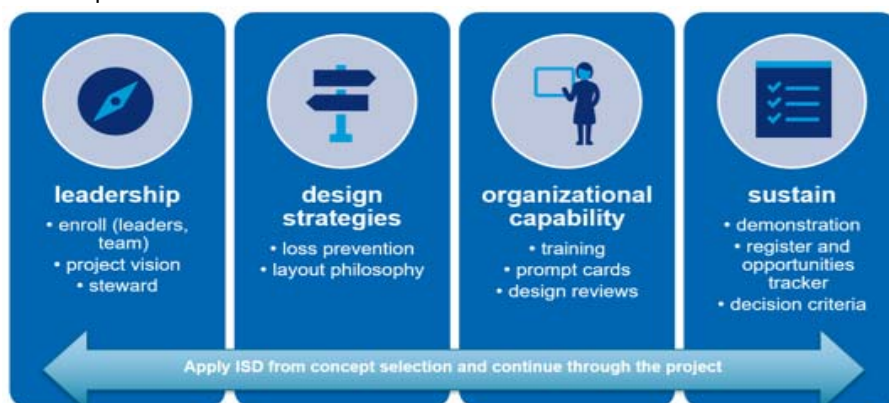 leadership
• enroll (leaders,
team)
• project vision
• steward
design
strategies
• loss prevention
• layout philosophy
organizational
capability
• training
• prompt cards
• design reviews
sustain
• demonstration
• register and
opportunities
tracker
• decision criteria
Apply ISD from concept selection and continue through the project